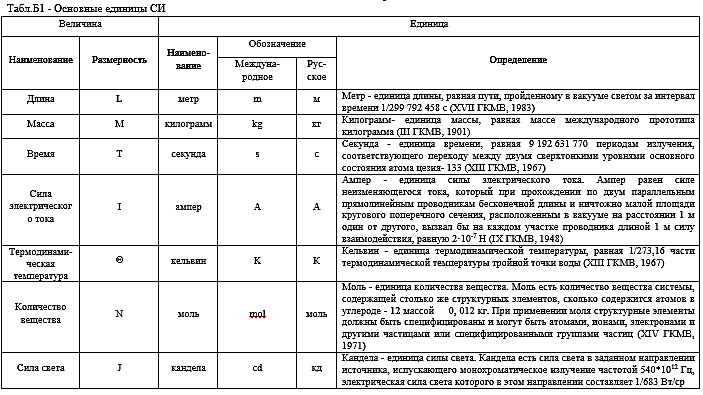 Табл.Б1 - Основные единицы СИ
Величина Единица
Наименование Размерность Наимено-
вание Обозначение Определение
Междуна-
родное Рус-
ское
Длина L метр m м Метр - единица длины, равная пути, пройденному в вакууме светом за интервал
времени 1/299 792 458 с (XVII ГКМВ, 1983)
Масса M килограмм kg кг Килограмм- единица массы, равная массе международного прототипа
килограмма (III ГКМВ, 1901)
Время T секунда s с Секунда - единица времени, равная 9 192 631 770 периодам излучения,
соответствующего переходу между двумя сверхтонкими уровнями основного
состояния атома цезия- 133 (XIII ГКМВ, 1967)
Сила
электрическог
о тока I ампер A А Ампер - единица силы электрического тока. Ампер равен силе
неизменяющегося тока, который при прохождении по двум параллельным
прямолинейным проводникам бесконечной длины и ничтожно малой площади
кругового поперечного сечения, расположенным в вакууме на расстоянии 1 м
один от другого, вызвал бы на каждом участке проводника длиной 1 м силу
взаимодействия, равную 2·10⁻⁷ Н (IX ГКМВ, 1948)
Термодинами-
ческая
температура Θ кельвин K К Кельвин - единица термодинамической температуры, равная 1/273,16 части
термодинамической температуры тройной точки воды (XIII ГКМВ, 1967)
Количество
вещества N моль mol моль Моль - единица количества вещества. Моль есть количество вещества системы,
содержащей столько же структурных элементов, сколько содержится атомов в
углероде - 12 массой 0, 012 кг. При применении моля структурные элементы
должны быть специфицированы и могут быть атомами, ионами, электронами и
другими частицами или специфицированными группами частиц (XIV ГКМВ,
1971)
Сила света J кандела cd кд Кандела - единица силы света. Кандела есть сила света в заданном направлении
источника, испускающего монохроматическое излучение частотой 540*10¹² Гц,
электрическая сила света которого в этом направлении составляет 1/683 Вт/ср